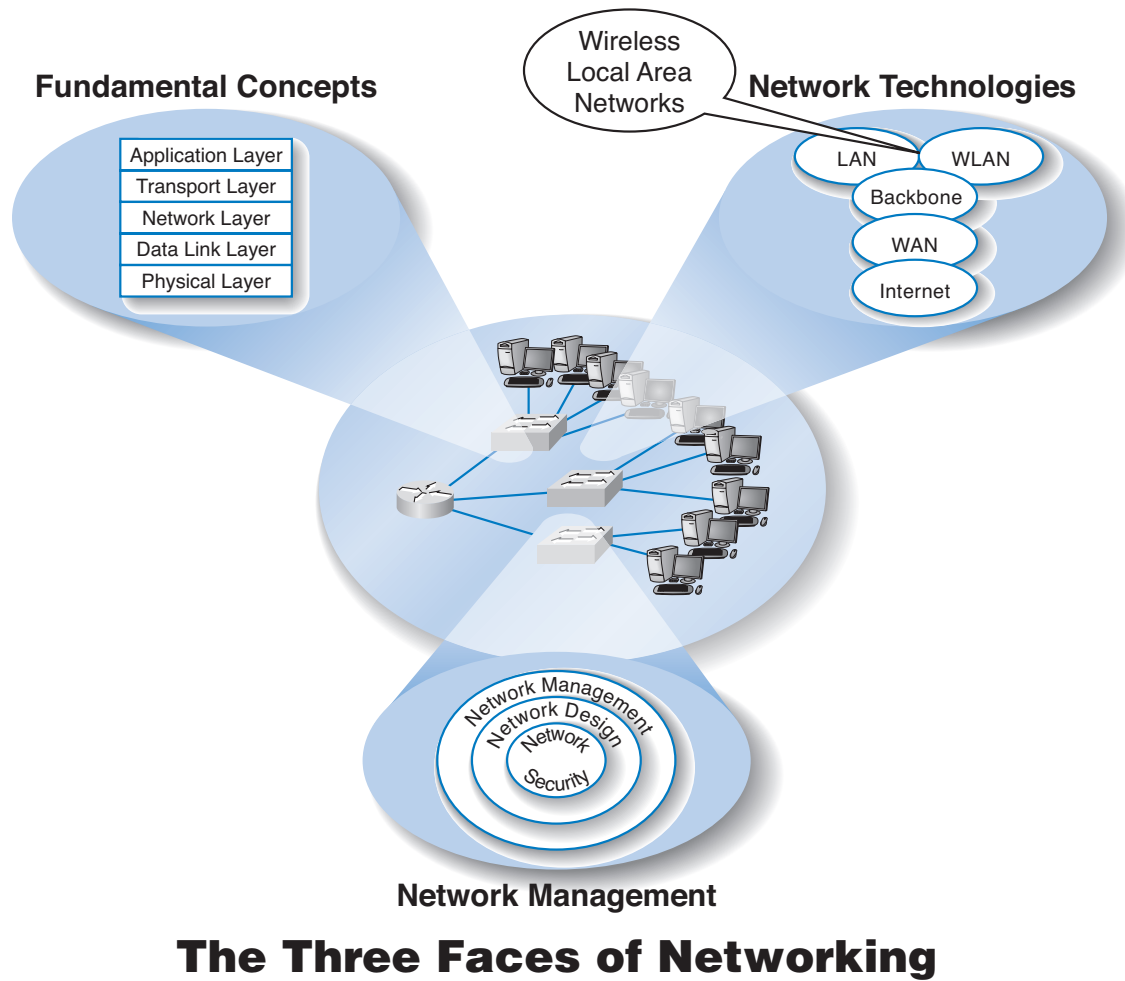 Wireless
Local Area
Networks
Fundamental Concepts
Network Technologies
Application Layer
Transport Layer
Network Layer
Data Link Layer
Physical Layer
LAN
WLAN
Backbone
WAN
Internet
Network Management
Network Design
Network
Security
Network Management
The Three Faces of Networking